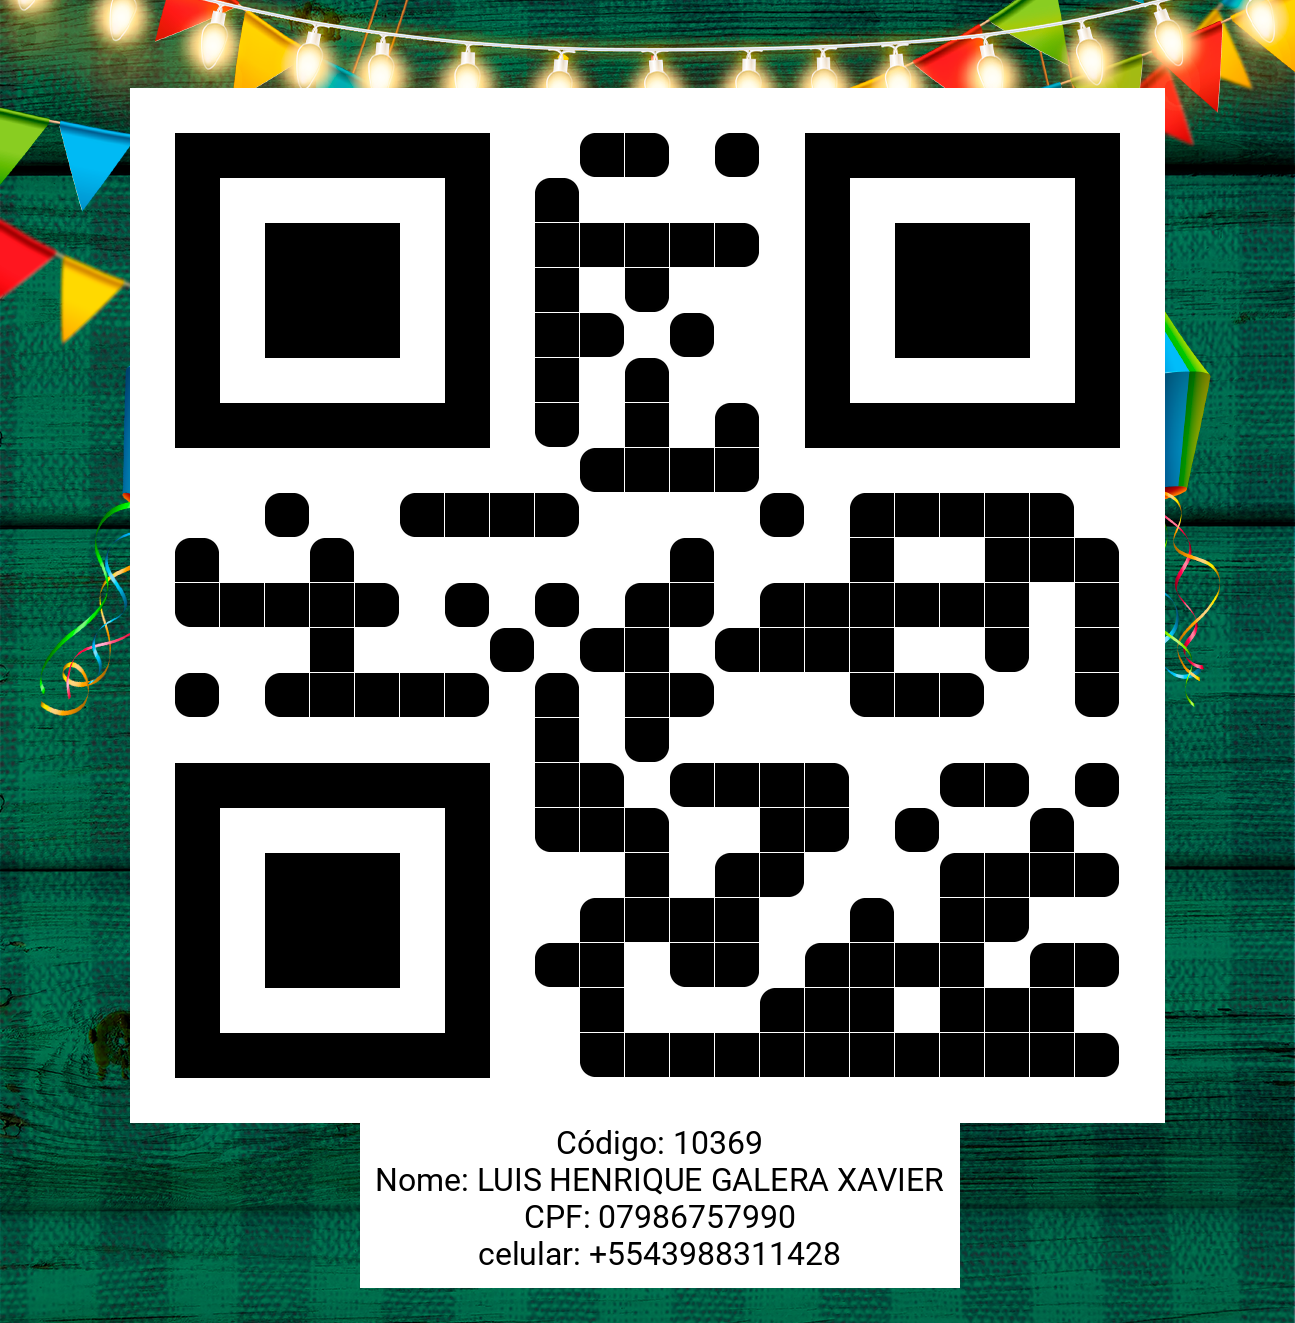 Código: 10369
Nome: LUIS HENRIQUE GALERA XAVIER
CPF: 07986757990
celular: +5543988311428